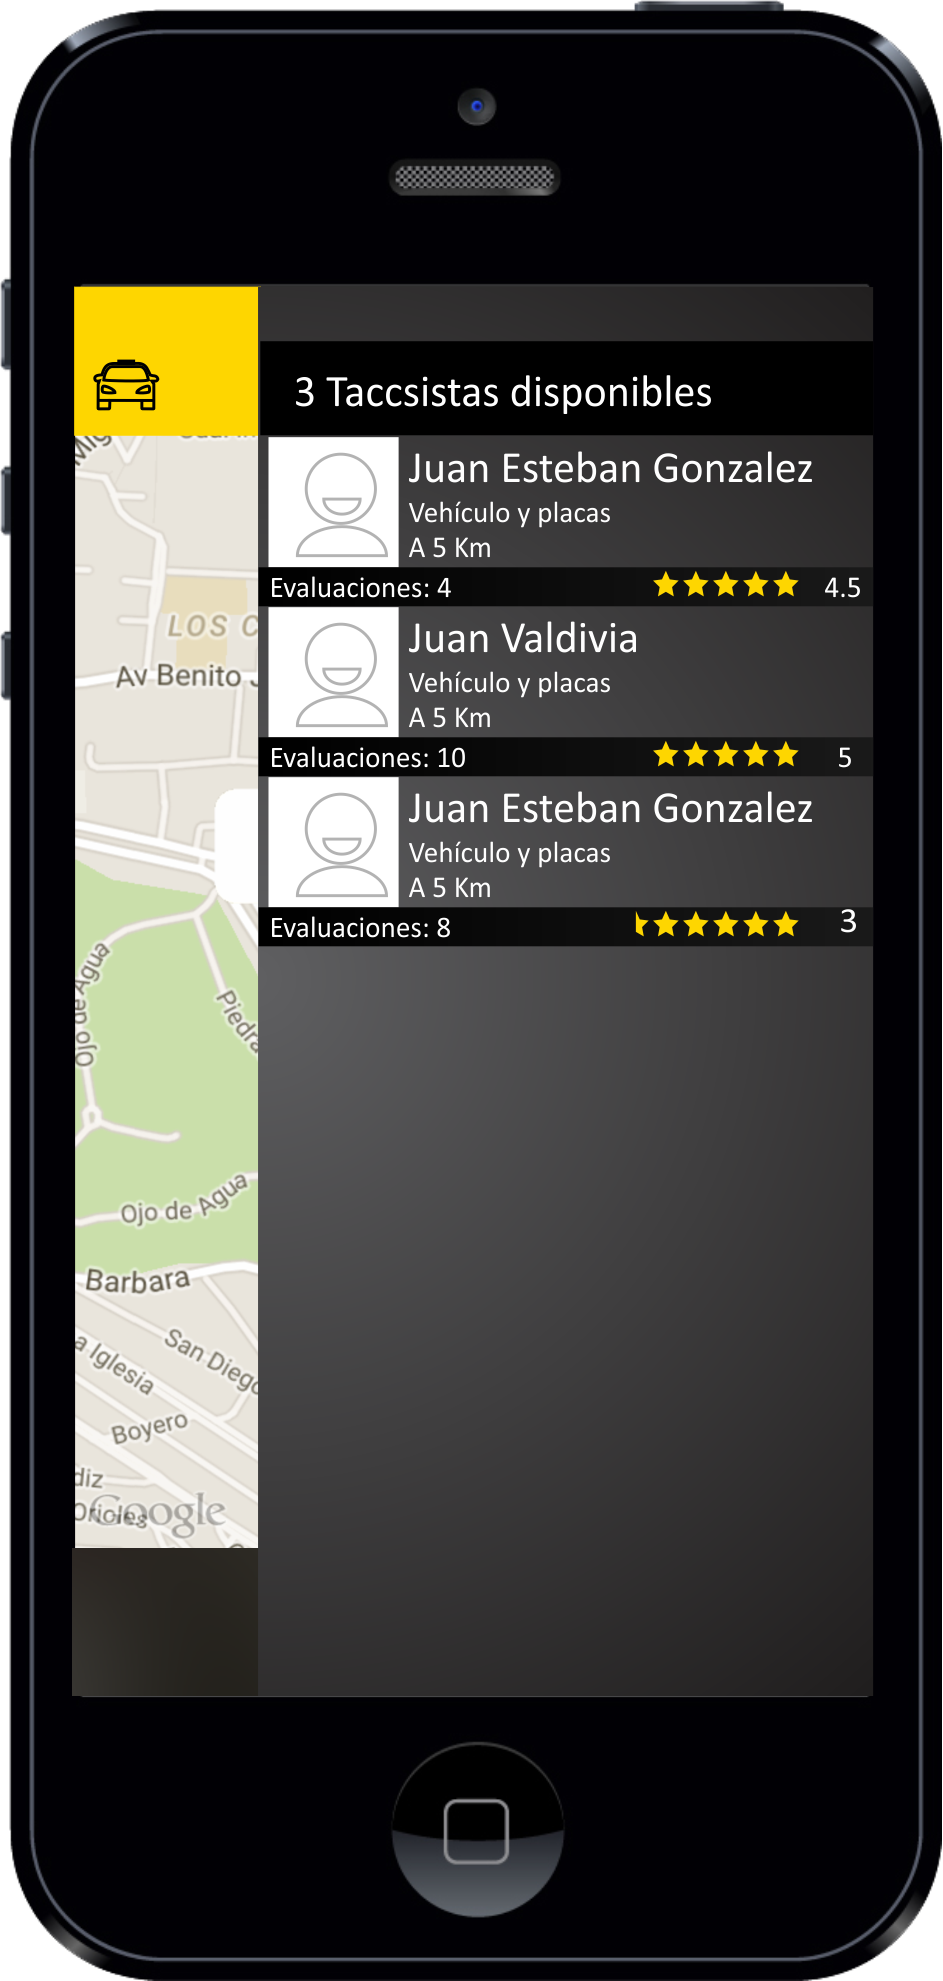 3 Taccsistas disponibles
Juan Esteban Gonzalez
Vehículo y placas
A 5 Km
Evaluaciones: 4 4.5
Juan Valdivia
Vehículo y placas
A 5 Km
Evaluaciones: 10 5
Juan Esteban Gonzalez
Vehículo y placas
A 5 Km
Evaluaciones: 8 3
LOS C
Av Benito J
Ojo de Agua
Piedra
Ojo de Agua
Barbara
a Iglesia
San Diego
Boyero
diz
Google